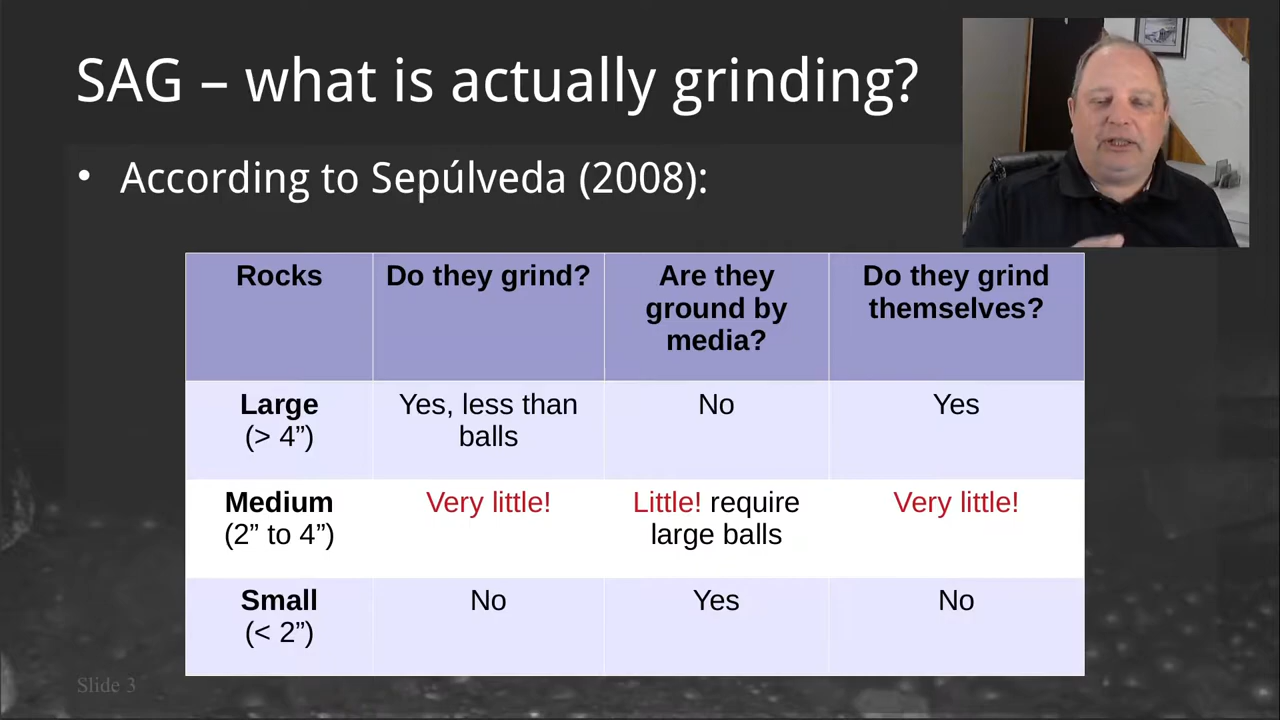 SAG – what is actually grinding?
• According to Sepúlveda (2008):
Rocks
Do they grind?
Are they
ground by
media?
Do they grind
themselves?
Large
(> 4”)
Yes, less than
balls
No
Yes
Medium
(2” to 4”)
Very little!
Little! require
large balls
Very little!
Small
(< 2”)
No
Yes
No
Slide 3